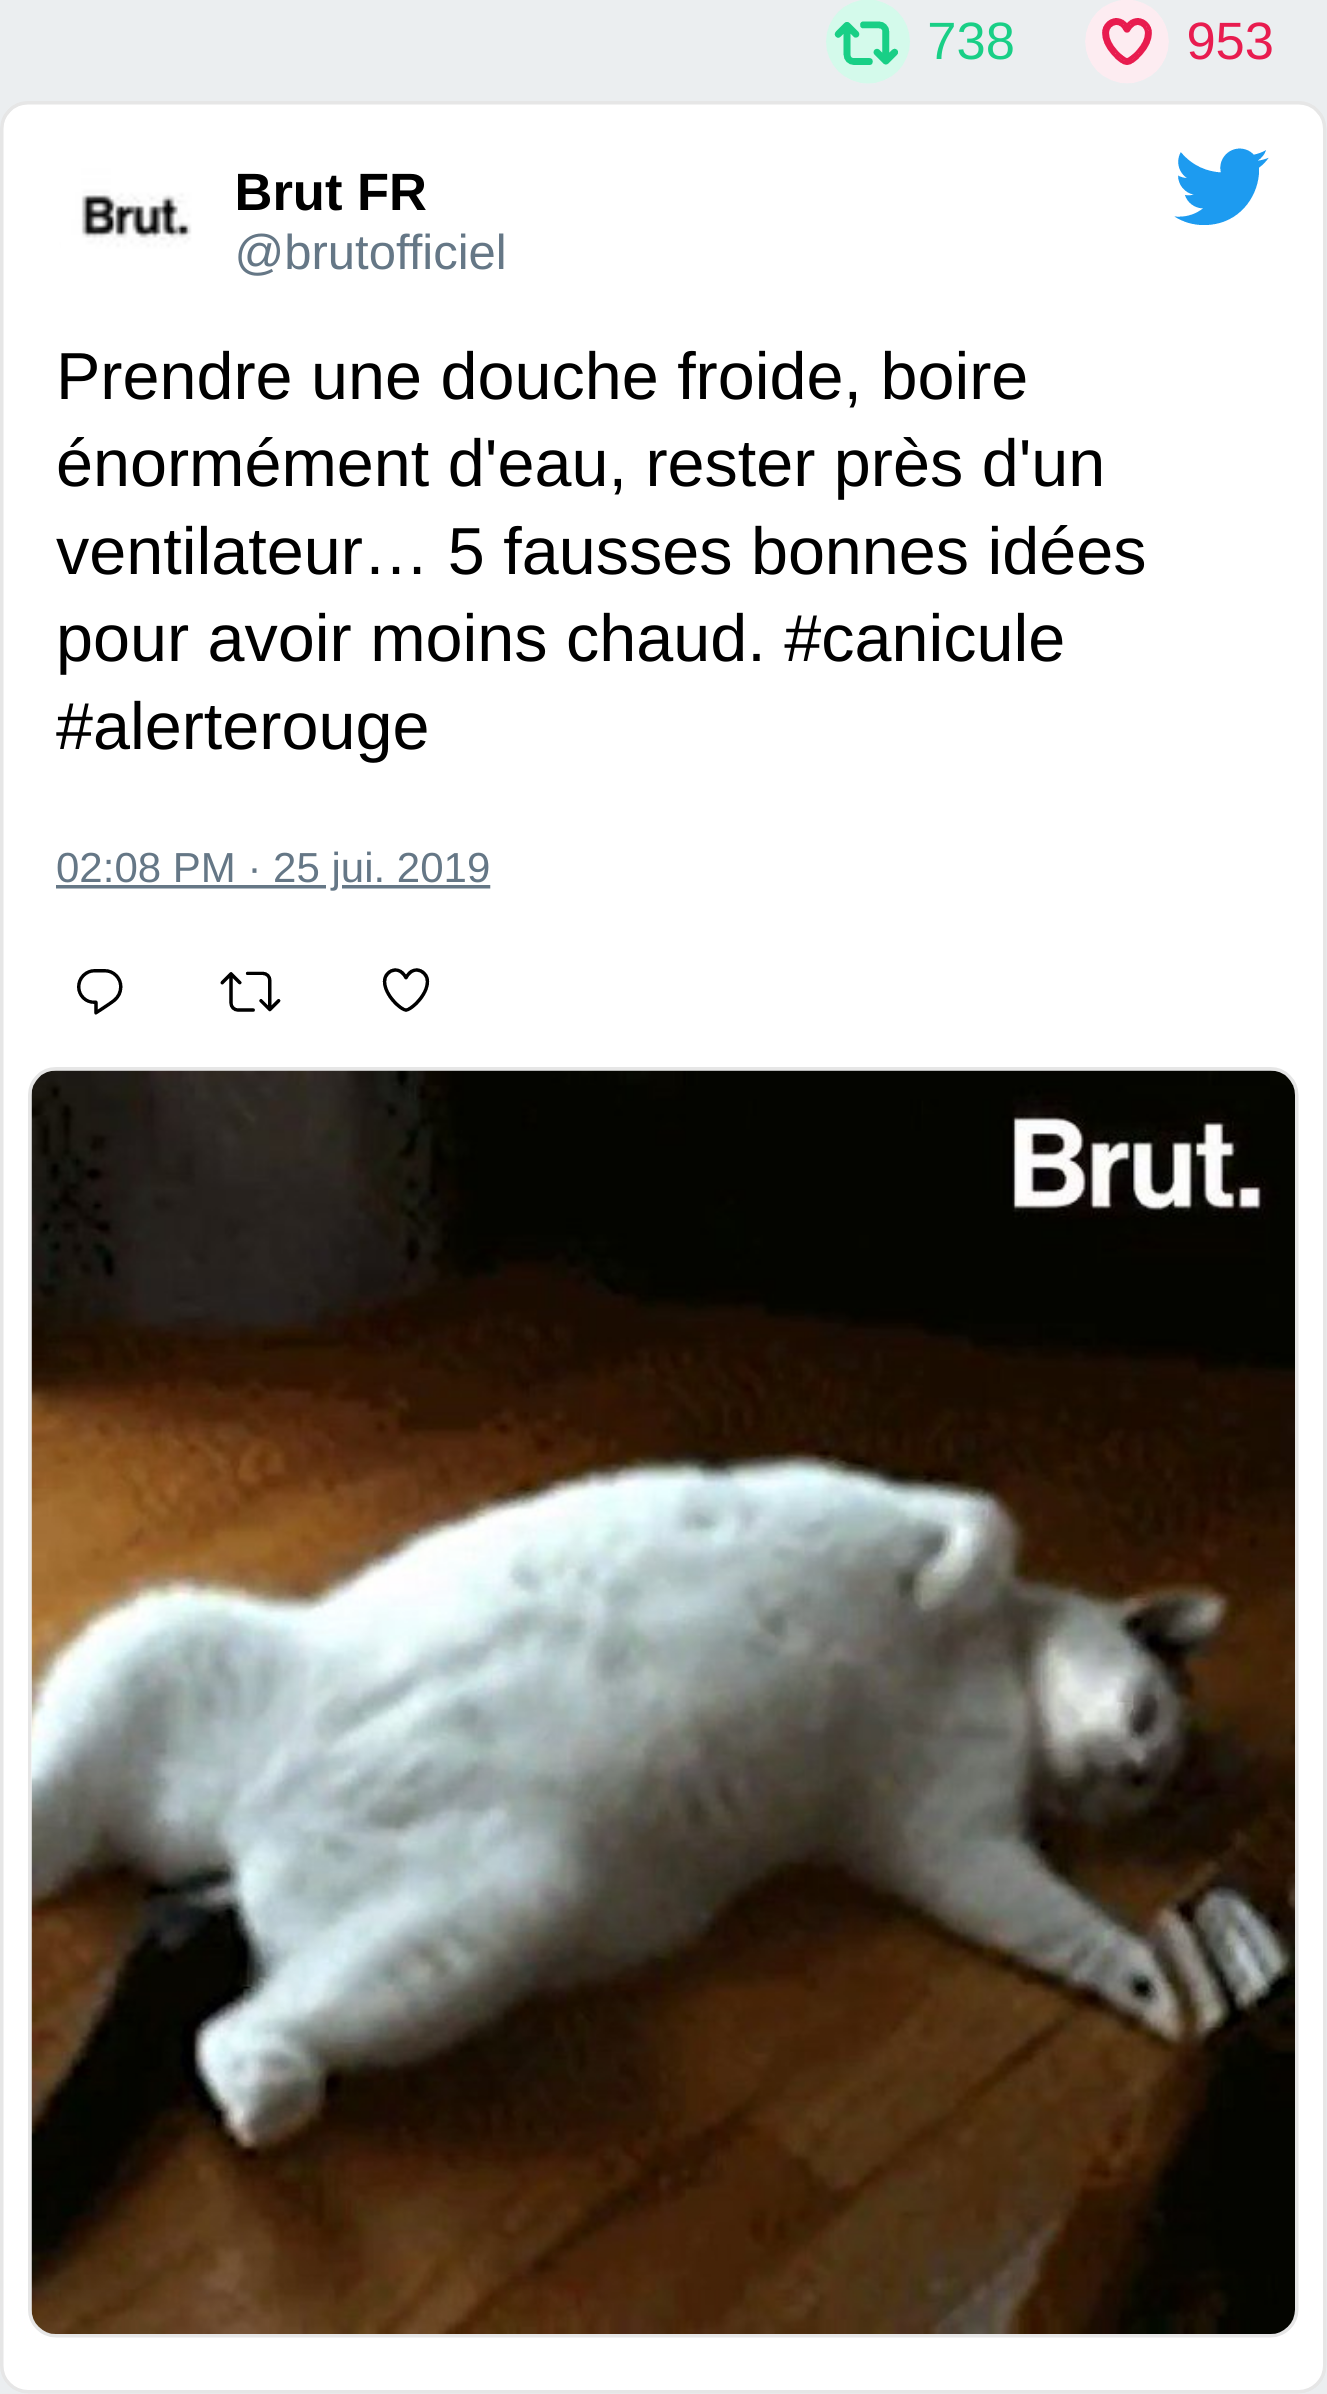 738 953
Brut.
Brut FR
@brutofficiel
Prendre une douche froide, boire
énormément d'eau, rester près d'un
ventilateur… 5 fausses bonnes idées
pour avoir moins chaud. #canicule
#alerterouge
02:08 PM · 25 jui. 2019
Brut.